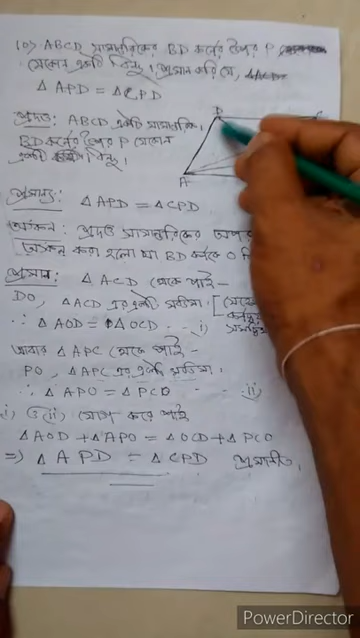 10) ABCD সামান্তরিকের BD কর্ণের উপর P
যেকোন একটি বিন্দু। প্রমাণ করি যে,
Δ APD = Δ CPD
প্রদত্ত: ABCD একটি সামান্তরিক।
BD কর্ণের উপর P যেকোন
একটি বিন্দু।
D
A
প্রমাণ্য: Δ APD = Δ CPD
অঙ্কন: প্রদত্ত সামান্তরিকের অপর
অঙ্কন করা হলো যা BD কর্ণকে O
প্রমাণ: Δ ACD থেকে পাই-
DO, Δ ACD এর একটি মধ্যমা।
∴ Δ AOD = Δ OCD --- i)
আবার Δ APC থেকে পাই-
PO, Δ APC এর একটি মধ্যমা।
∴ Δ APO = Δ PCO - - - ii)
i) ও (ii) যোগ করে পাই
Δ AOD + Δ APO = Δ OCD + Δ PCO
⇒ Δ APD = Δ CPD প্রমাণিত,
PowerDirector